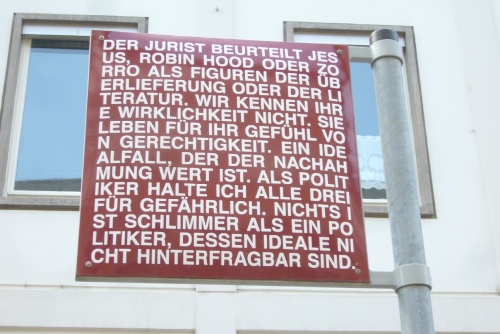 DER JURIST BEURTEILT JES
US, ROBIN HOOD ODER ZO
RRO ALS FIGUREN DER ÜB
ERLIEFERUNG ODER DER LI
TERATUR. WIR KENNEN IHR
E WIRKLICHKEIT NICHT. SIE
LEBEN FÜR IHR GEFÜHL VO
N GERECHTIGKEIT. EIN IDE
ALFALL, DER DER NACHAH
MUNG WERT IST. ALS POLIT
IKER HALTE ICH ALLE DREI
FÜR GEFÄHRLICH. NICHTS I
ST SCHLIMMER ALS EIN PO
LITIKER, DESSEN IDEALE NI
CHT HINTERFRAGBAR SIND.